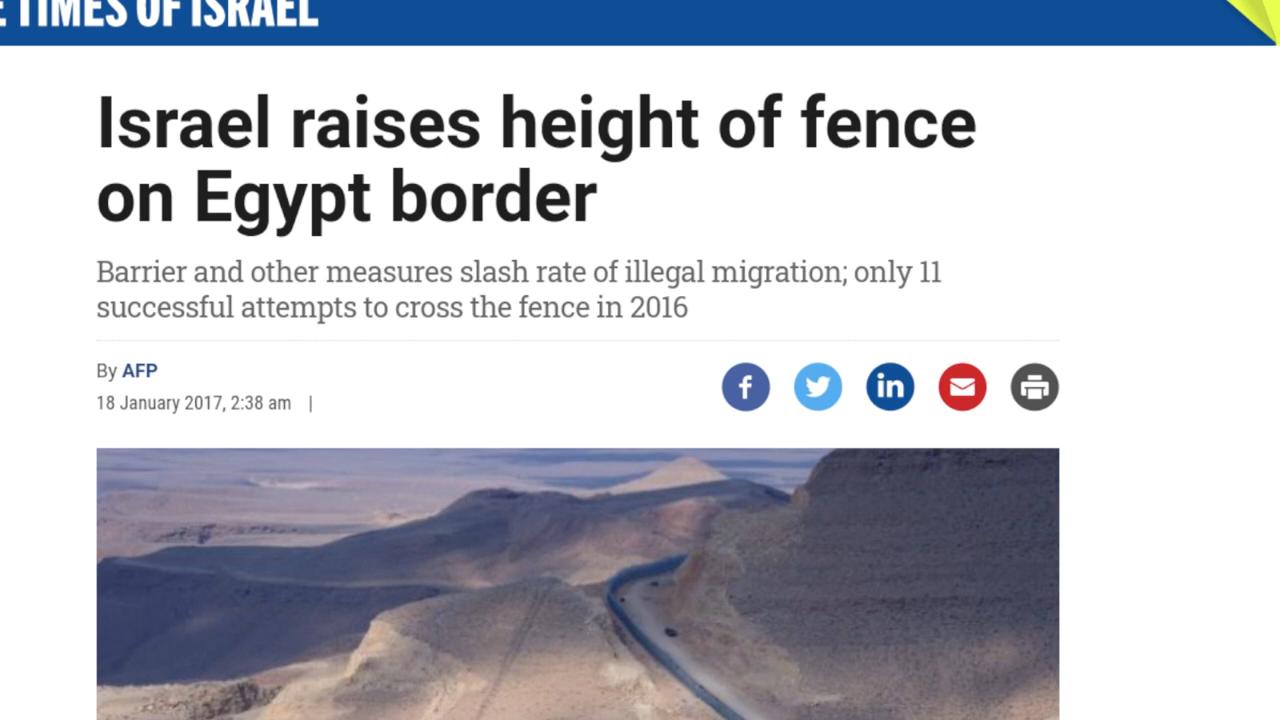 TIMES OF ISRAEL
Israel raises height of fence
on Egypt border
Barrier and other measures slash rate of illegal migration; only 11
successful attempts to cross the fence in 2016
By AFP
18 January 2017, 2:38 am |
f
in